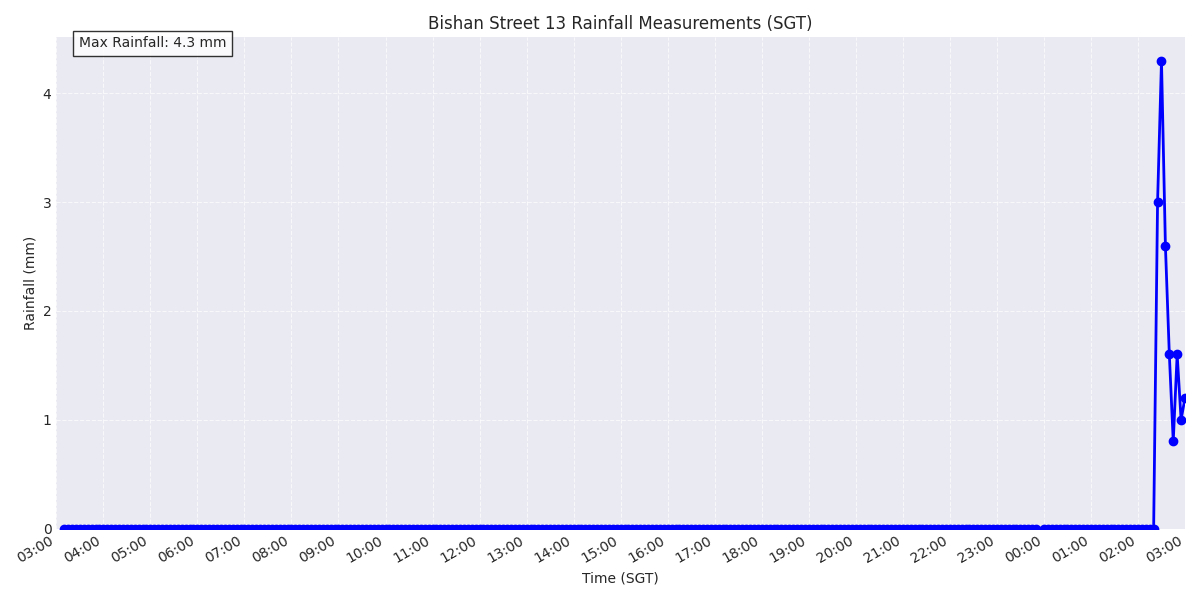 Bishan Street 13 Rainfall Measurements (SGT)
Max Rainfall: 4.3 mm
Rainfall (mm)
4
3
2
1
0
03:00 04:00 05:00 06:00 07:00 08:00 09:00 10:00 11:00 12:00 13:00 14:00 15:00 16:00 17:00 18:00 19:00 20:00 21:00 22:00 23:00 00:00 01:00 02:00 03:00
Time (SGT)